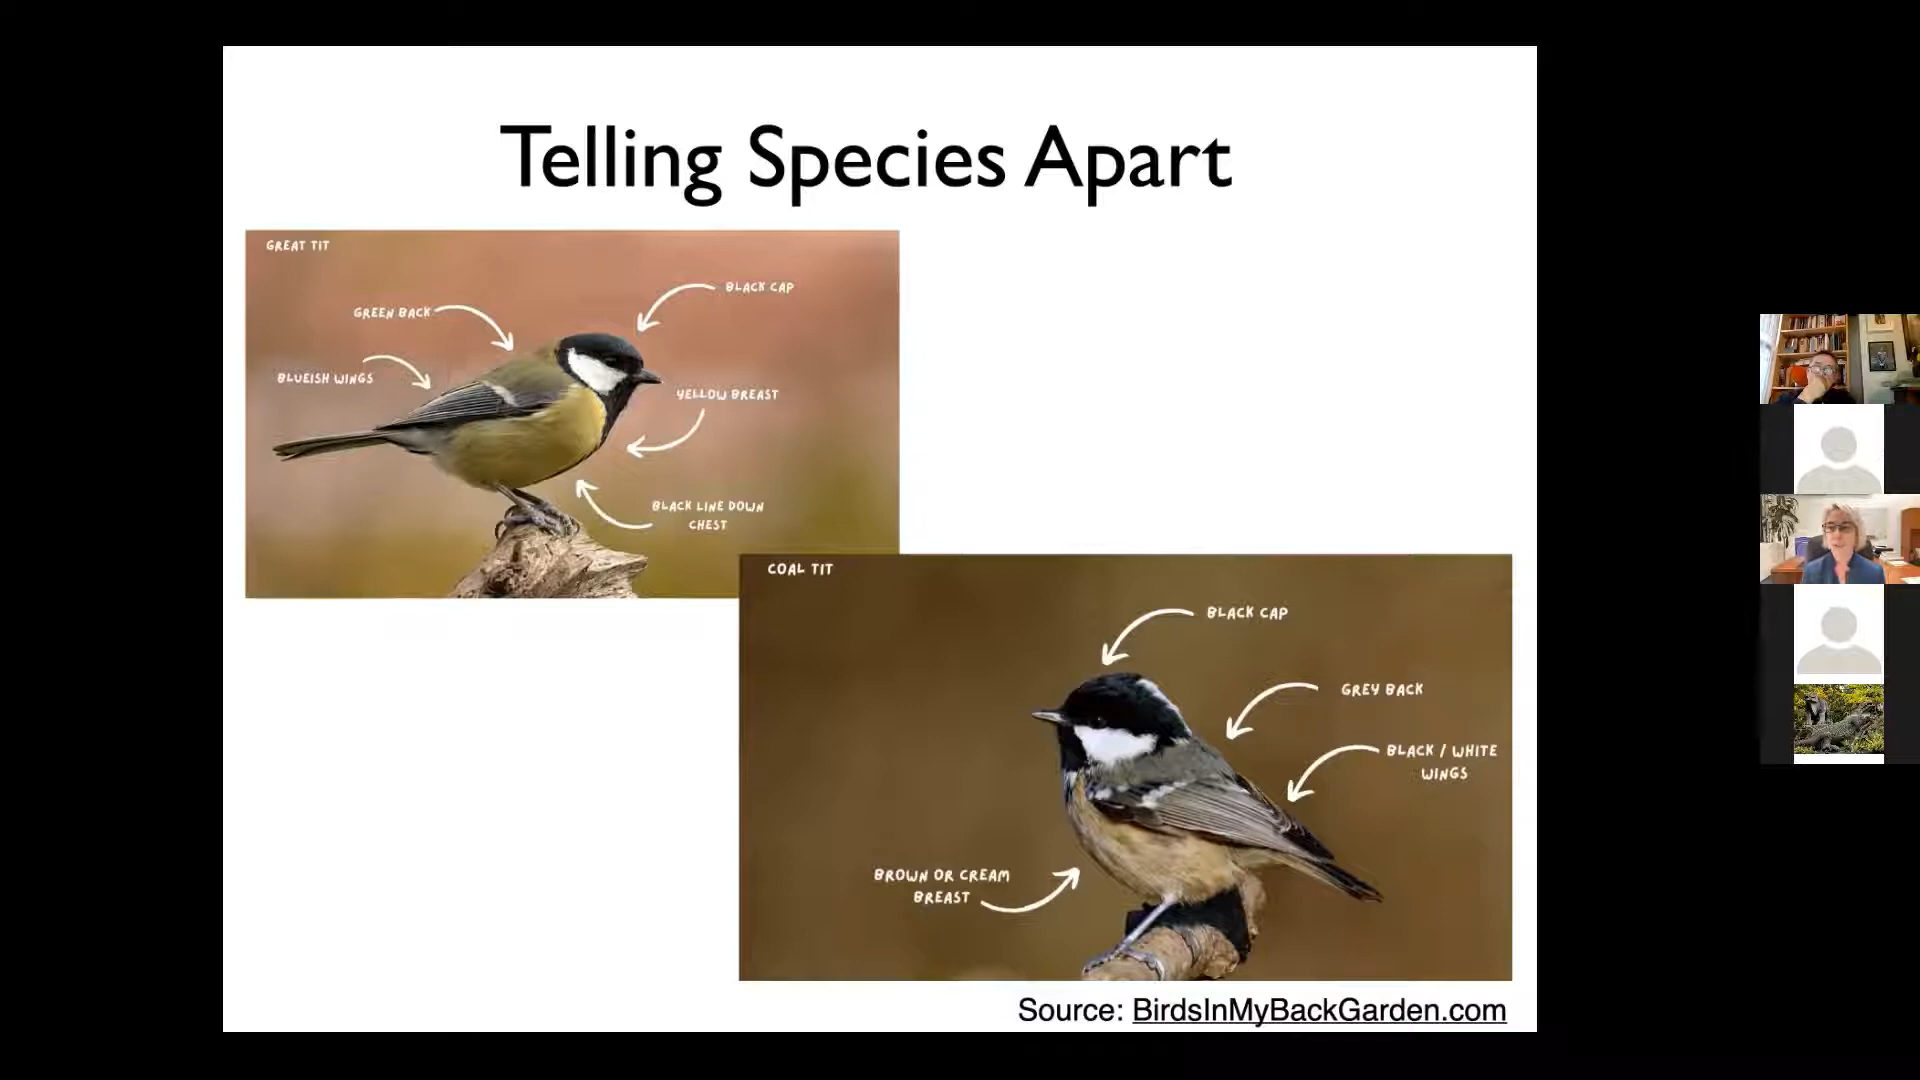 Telling Species Apart
GREAT TIT
BLACK CAP
GREEN BACK
BLUEISH WINGS
YELLOW BREAST
BLACK LINE DOWN
CHEST
COAL TIT
BLACK CAP
GREY BACK
BLACK / WHITE
WINGS
BROWN OR CREAM
BREAST
Source: BirdsInMyBackGarden.com